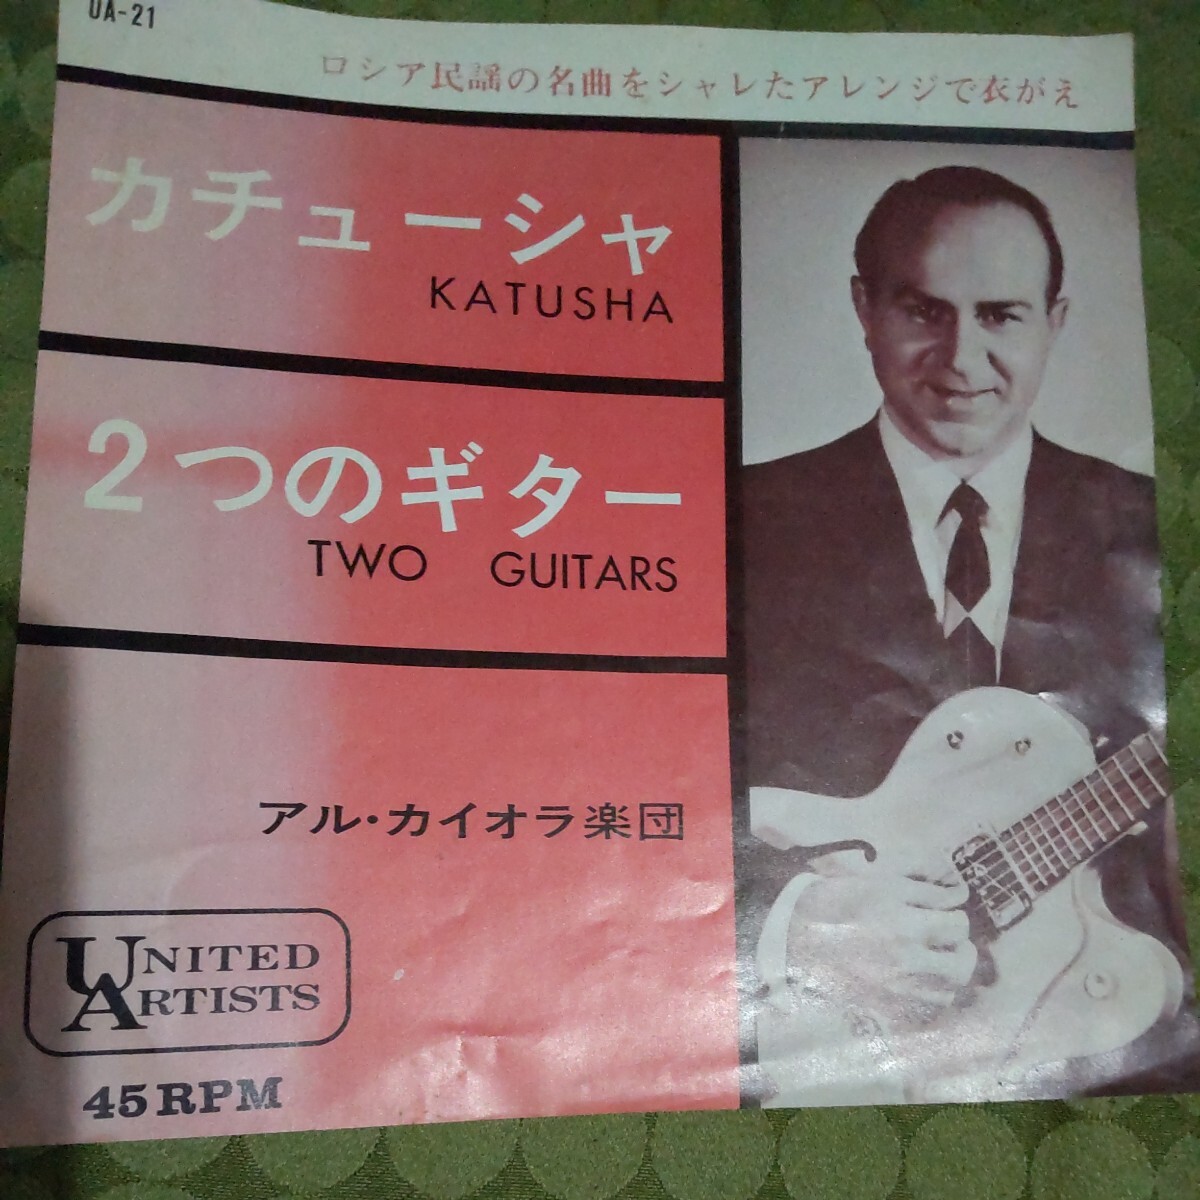 UA-21
ロシア民謡の名曲をシャレたアレンジで衣がえ
カチューシャ
KATUSHA
2つのギター
TWO GUITARS
アル・カイオラ楽団
UNITED
ARTISTS
45 RPM